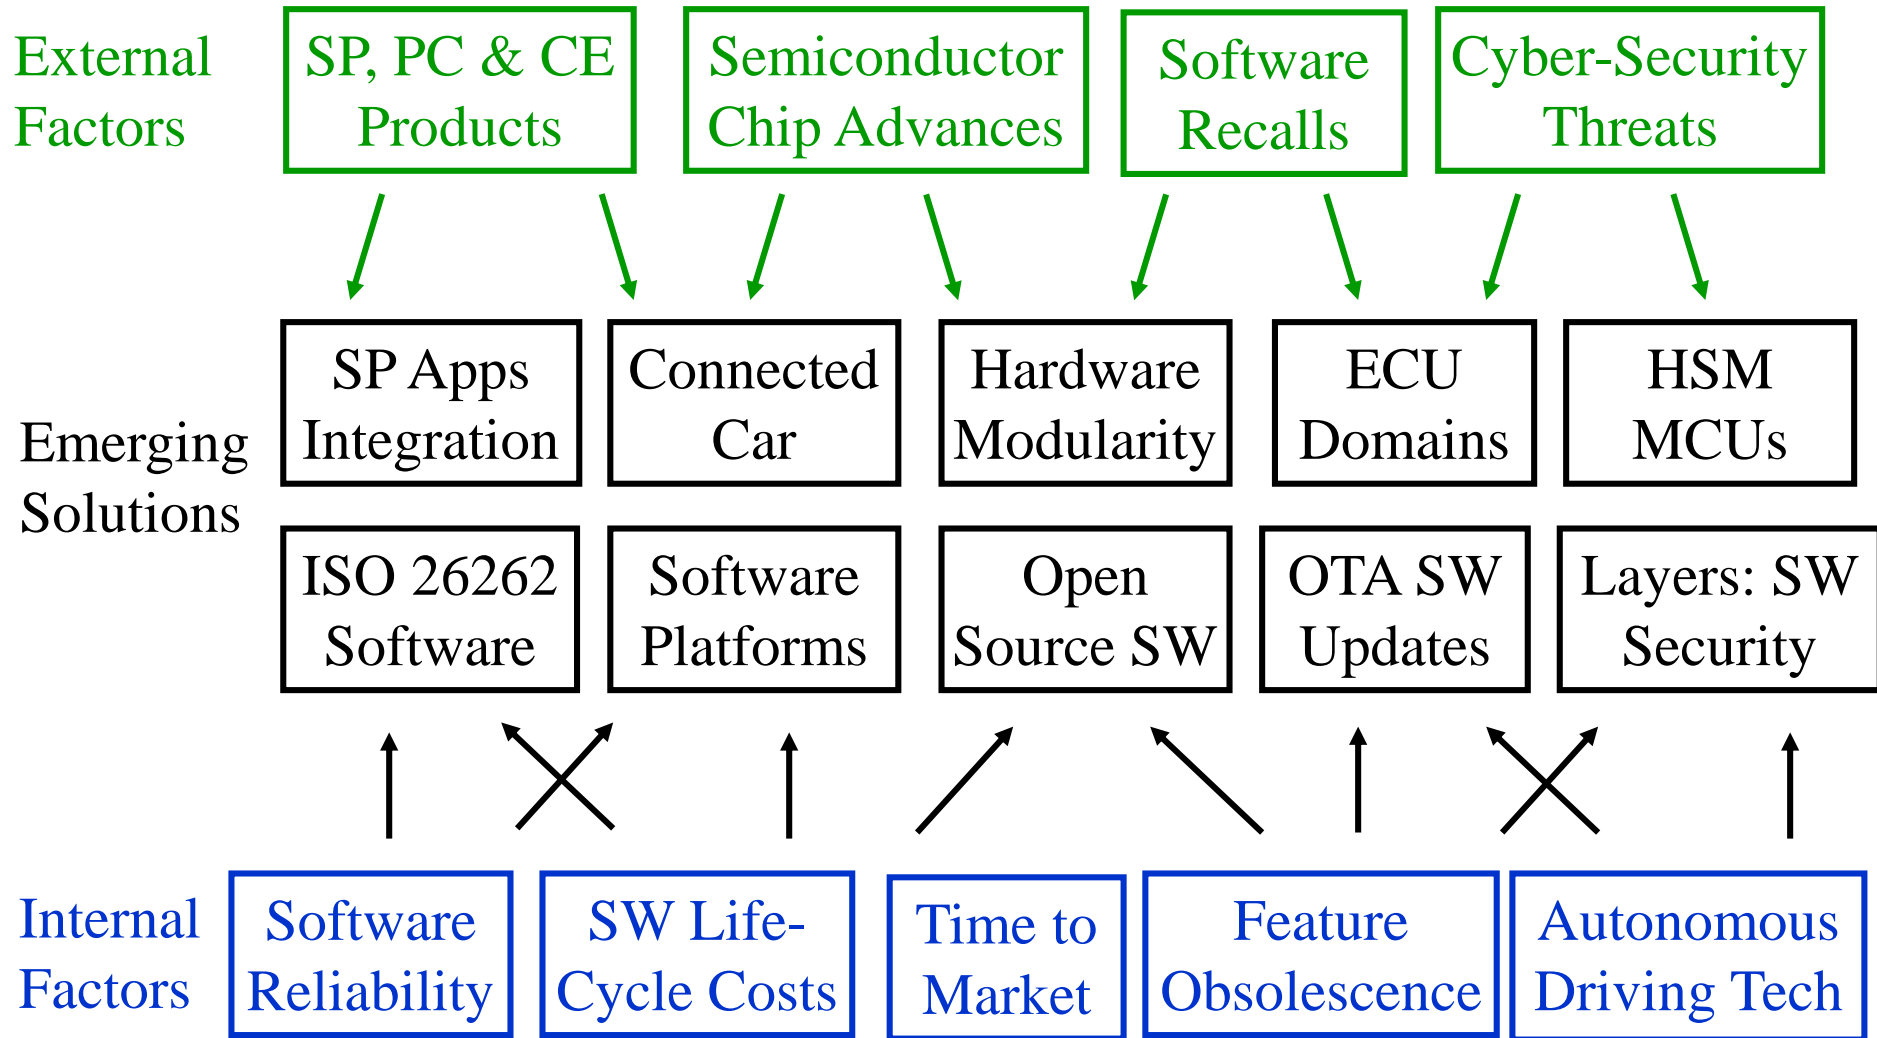 External
Factors
SP, PC & CE
Products
Semiconductor
Chip Advances
Software
Recalls
Cyber-Security
Threats
Emerging
Solutions
SP Apps
Integration
Connected
Car
Hardware
Modularity
ECU
Domains
HSM
MCUs
ISO 26262
Software
Software
Platforms
Open
Source SW
OTA SW
Updates
Layers: SW
Security
Internal
Factors
Software
Reliability
SW Life-
Cycle Costs
Time to
Market
Feature
Obsolescence
Autonomous
Driving Tech